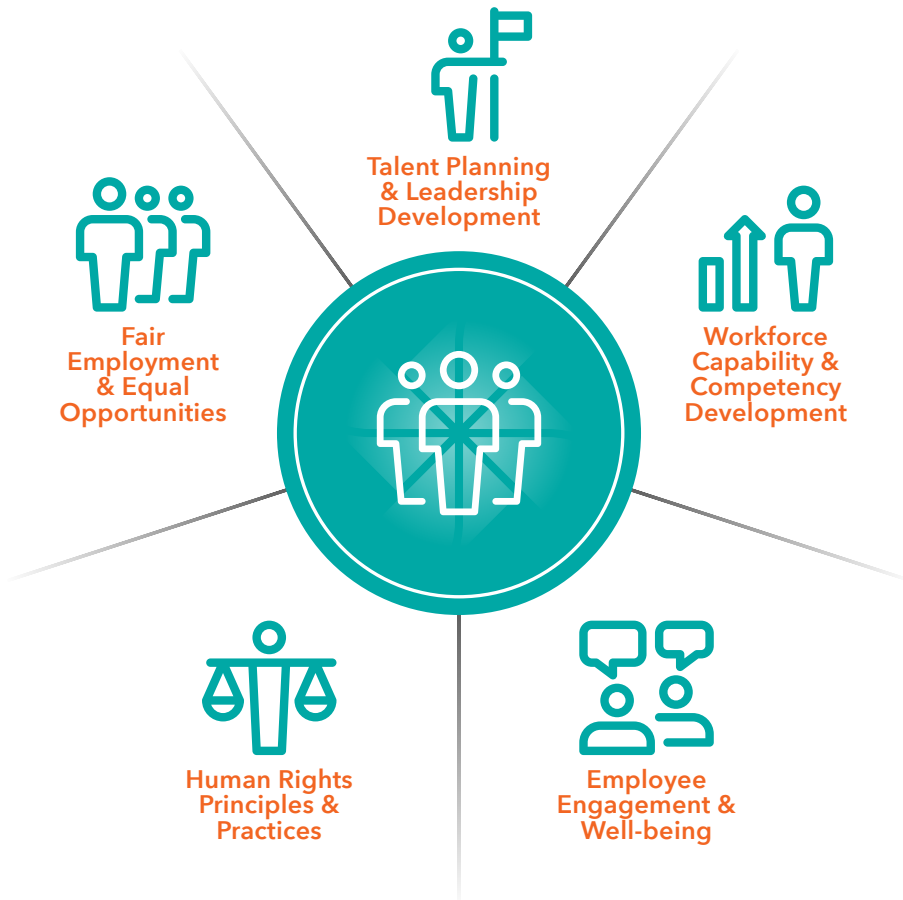 Talent Planning
& Leadership
Development
Fair
Employment
& Equal
Opportunities
Workforce
Capability &
Competency
Development
Human Rights
Principles &
Practices
Employee
Engagement &
Well-being